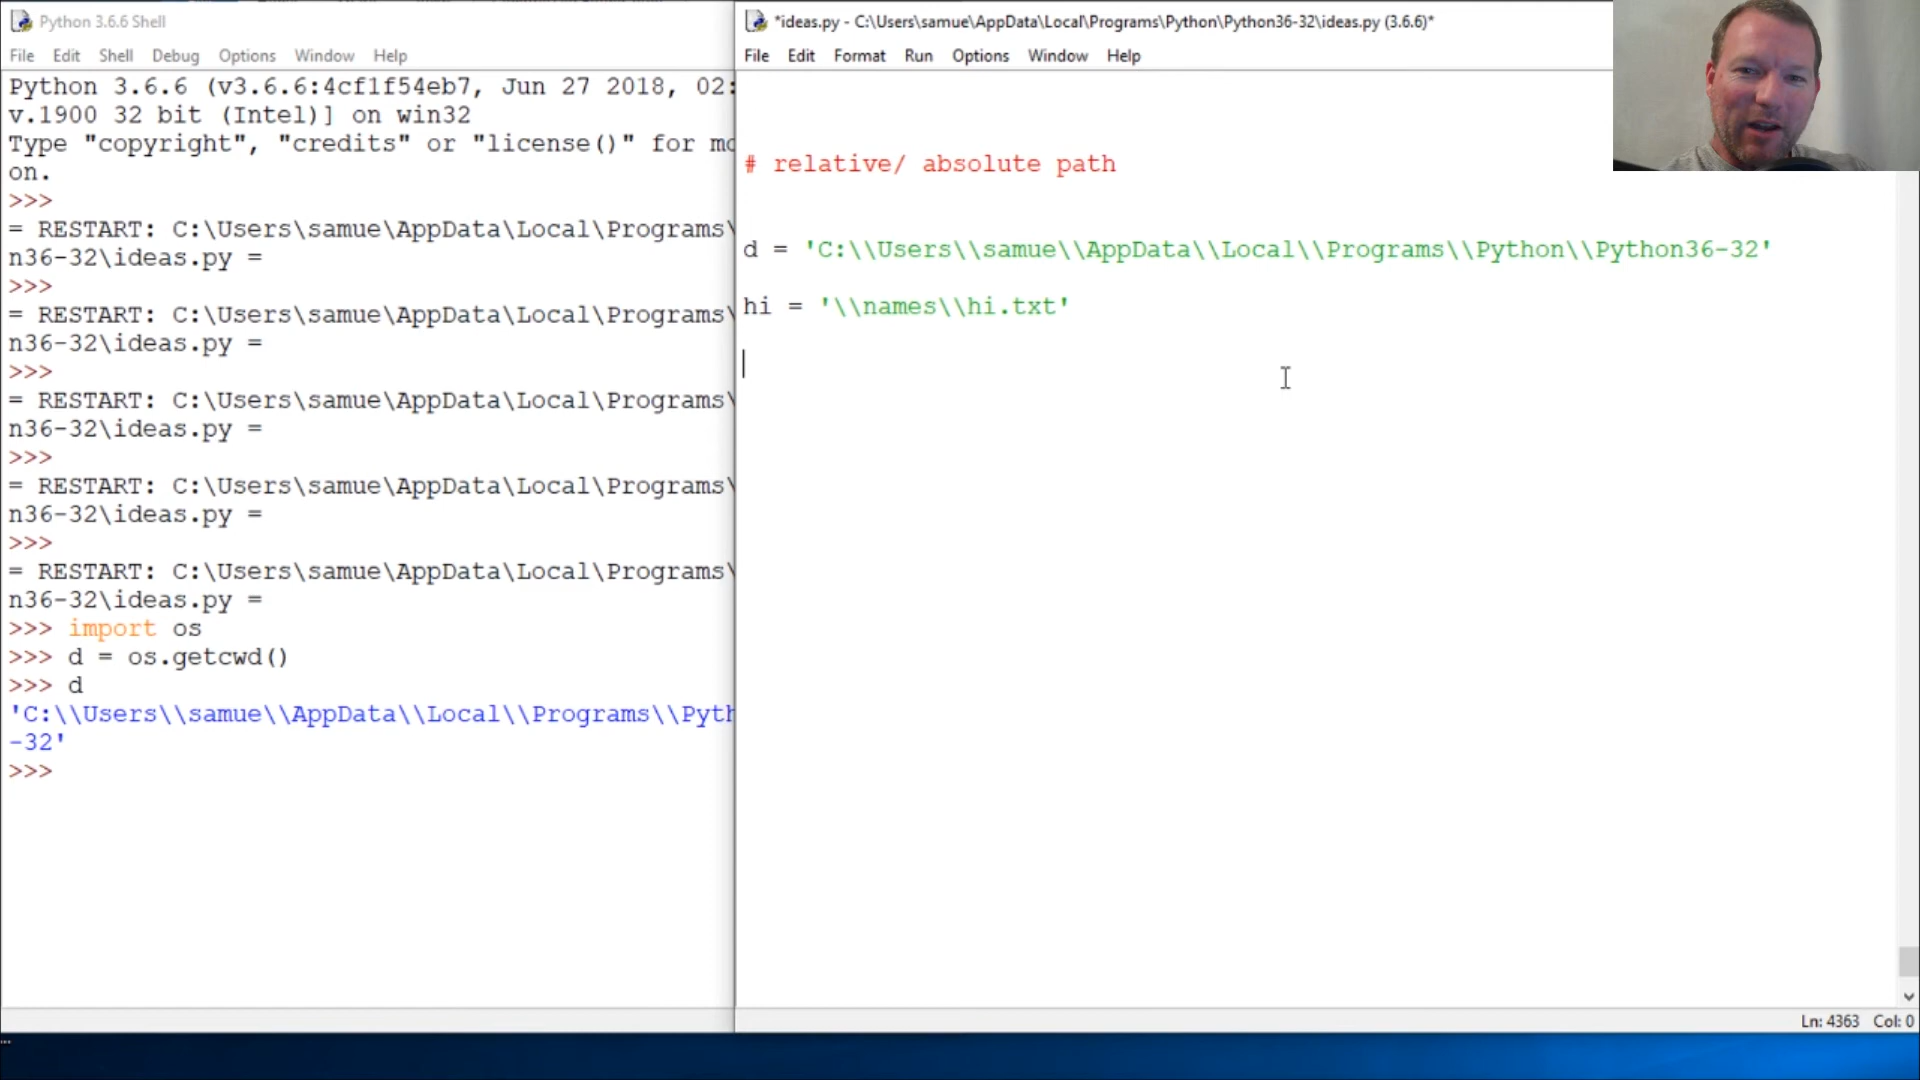 Python 3.6.6 Shell
File Edit Shell Debug Options Window Help
Python 3.6.6 (v3.6.6:4cf1f54eb7, Jun 27 2018, 02:
v.1900 32 bit (Intel)] on win32
Type "copyright", "credits" or "license()" for mo
on.
>>>
= RESTART: C:\Users\samue\AppData\Local\Programs\
n36-32\ideas.py =
>>>
= RESTART: C:\Users\samue\AppData\Local\Programs\
n36-32\ideas.py =
>>>
= RESTART: C:\Users\samue\AppData\Local\Programs\
n36-32\ideas.py =
>>>
= RESTART: C:\Users\samue\AppData\Local\Programs\
n36-32\ideas.py =
>>>
= RESTART: C:\Users\samue\AppData\Local\Programs\
n36-32\ideas.py =
>>> import os
>>> d = os.getcwd()
>>> d
'C:\\Users\\samue\\AppData\\Local\\Programs\\Pyth
-32'
>>>
*ideas.py - C:\Users\samue\AppData\Local\Programs\Python\Python36-32\ideas.py (3.6.6)*
File Edit Format Run Options Window Help
# relative/ absolute path
d = 'C:\\Users\\samue\\AppData\\Local\\Programs\\Python\\Python36-32'
hi = '\\names\\hi.txt'
Ln: 4363 Col: 0